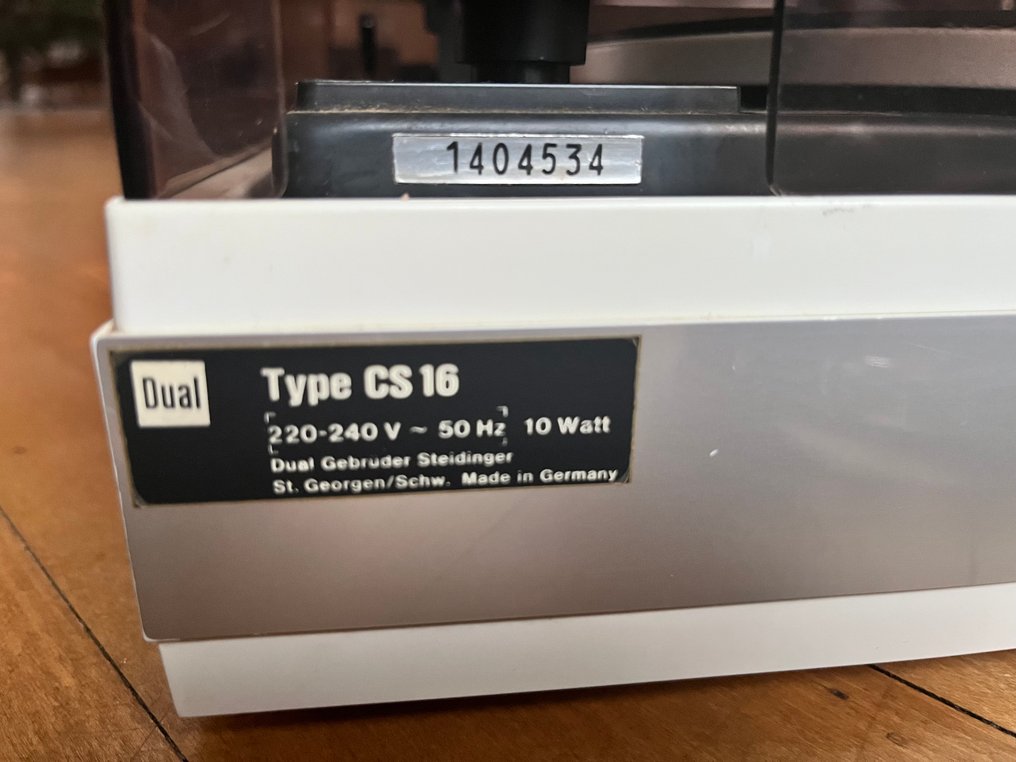 1404534
Dual
Type CS 16
220-240 V ~ 50 Hz 10 Watt
Dual Gebrüder Steidinger
St. Georgen/Schw. Made in Germany